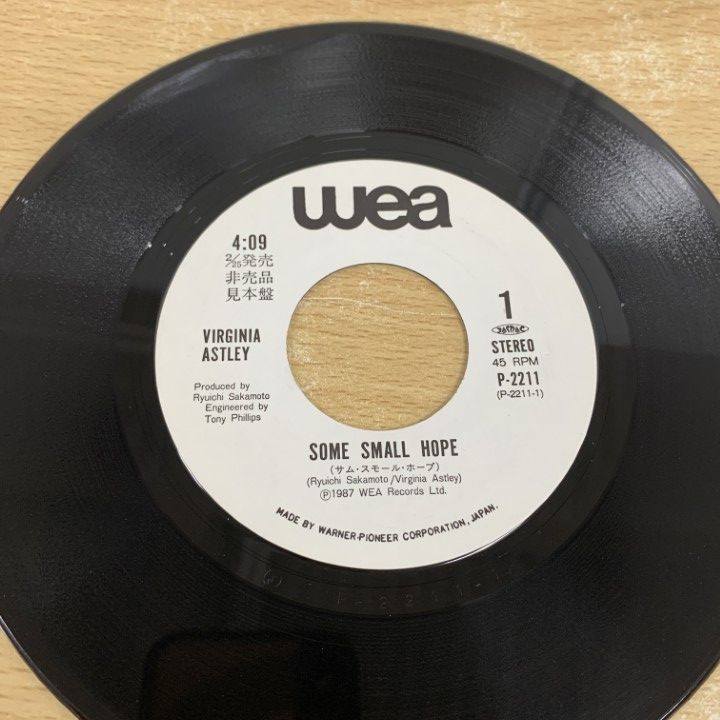 wea
4:09
2/25発売
非売品
見本盤
VIRGINIA
ASTLEY
Produced by
Ryuichi Sakamoto
Engineered by
Tony Phillips
1
STEREO
45 RPM
P-2211
(P-2211-1)
SOME SMALL HOPE
(サム・スモール・ホープ)
(Ryuichi Sakamoto/Virginia Astley)
Ⓟ1987 WEA Records Ltd.
MADE BY WARNER-PIONEER CORPORATION, JAPAN.